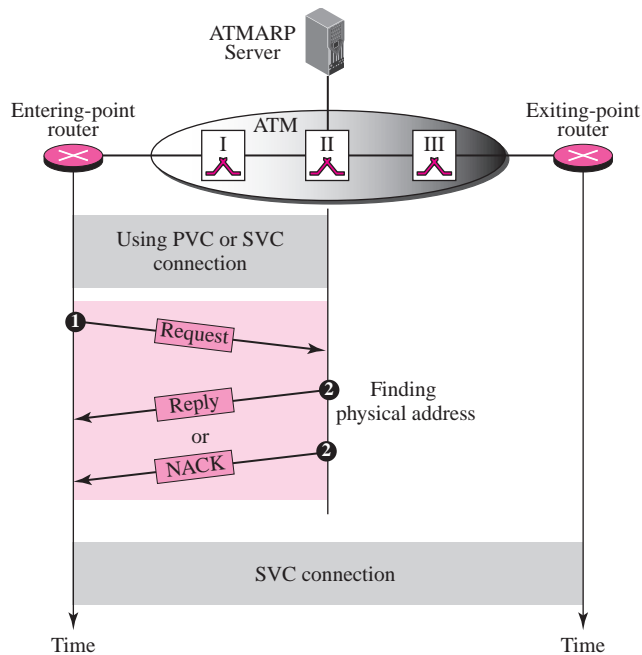 ATMARP
Server
Entering-point
router
Exiting-point
router
ATM
I
II
III
Using PVC or SVC
connection
1
Request
2
Reply
Finding
physical address
or
2
NACK
SVC connection
Time
Time